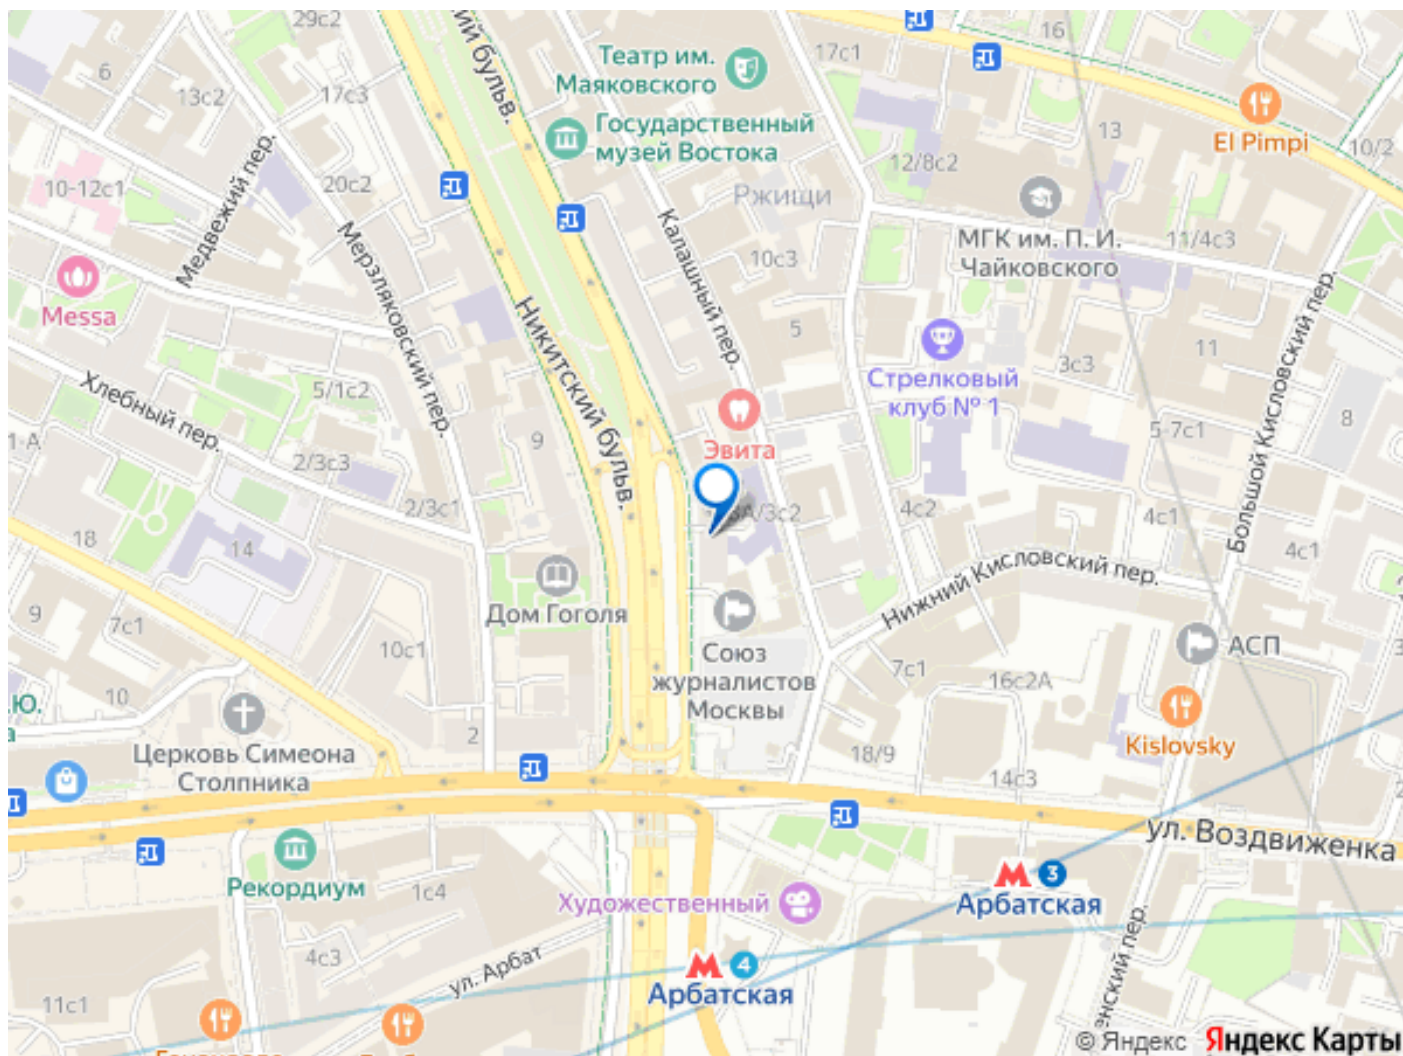 29с2
16
17с1
Театр им.
Маяковского
6
13с2
17с3
El Pimpi
13
10/2
Государственный
музей Востока
12/8с2
Медвежий пер.
10-12с1
20с2
Ржищи
Калашный пер.
МГК им. П. И.
Чайковского
11/4с3
10с3
Мерзляковский пер.
Messa
Никитский бульв.
5
3с3
11
Стрелковый
клуб № 1
Хлебный пер.
5/1с2
8
9
Эвита
5-7с1
Большой Кисловский пер.
2/3с3
2/3с1
4с2
4с1
4с1
18
14
Нижний Кисловский пер.
Дом Гоголя
9
7с1
10с1
Союз
журналистов
Москвы
7с1
16с2А
АСП
10
2
Церковь Симеона
Столпника
18/9
Kislovsky
14с3
ул. Воздвиженка
Рекордиум
1с4
Художественный
3
Арбатская
4с3
ул. Арбат
4
Арбатская
11с1
© Яндекс Яндекс Карты